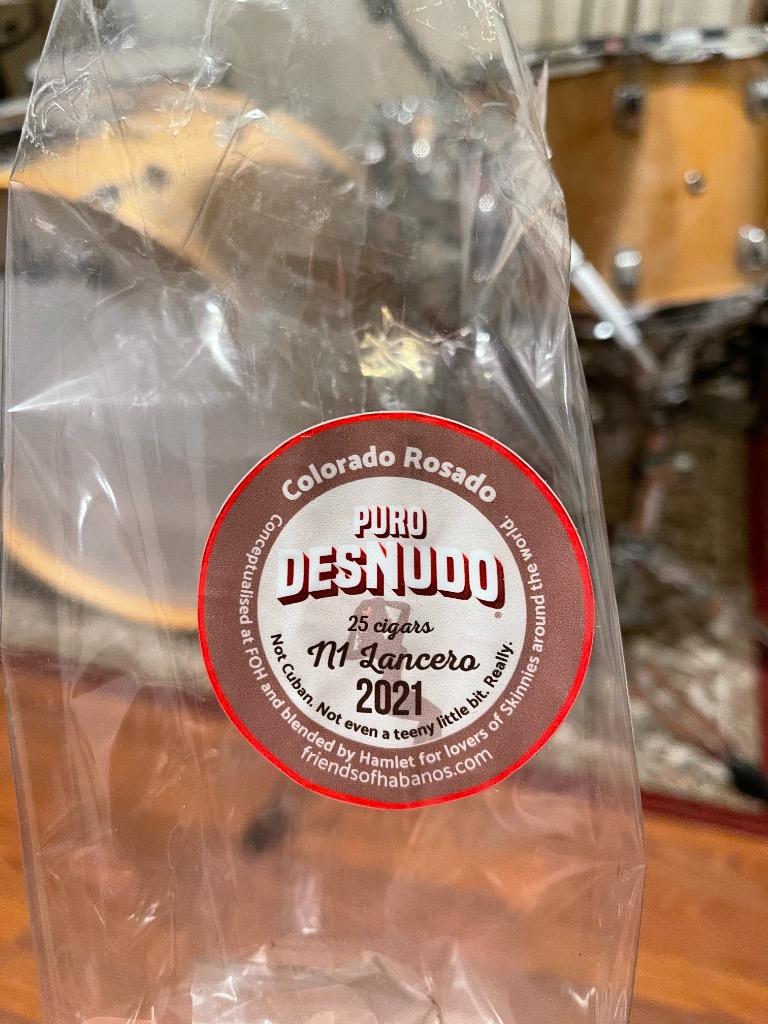 Colorado Rosado
PURO
DESNUDO®
25 cigars
N1 Lancero
2021
Not Cuban. Not even a teeny little bit. Really.
Conceptualised at FOH and blended by Hamlet for lovers of Skinnies around the world.
friendsofhabanos.com